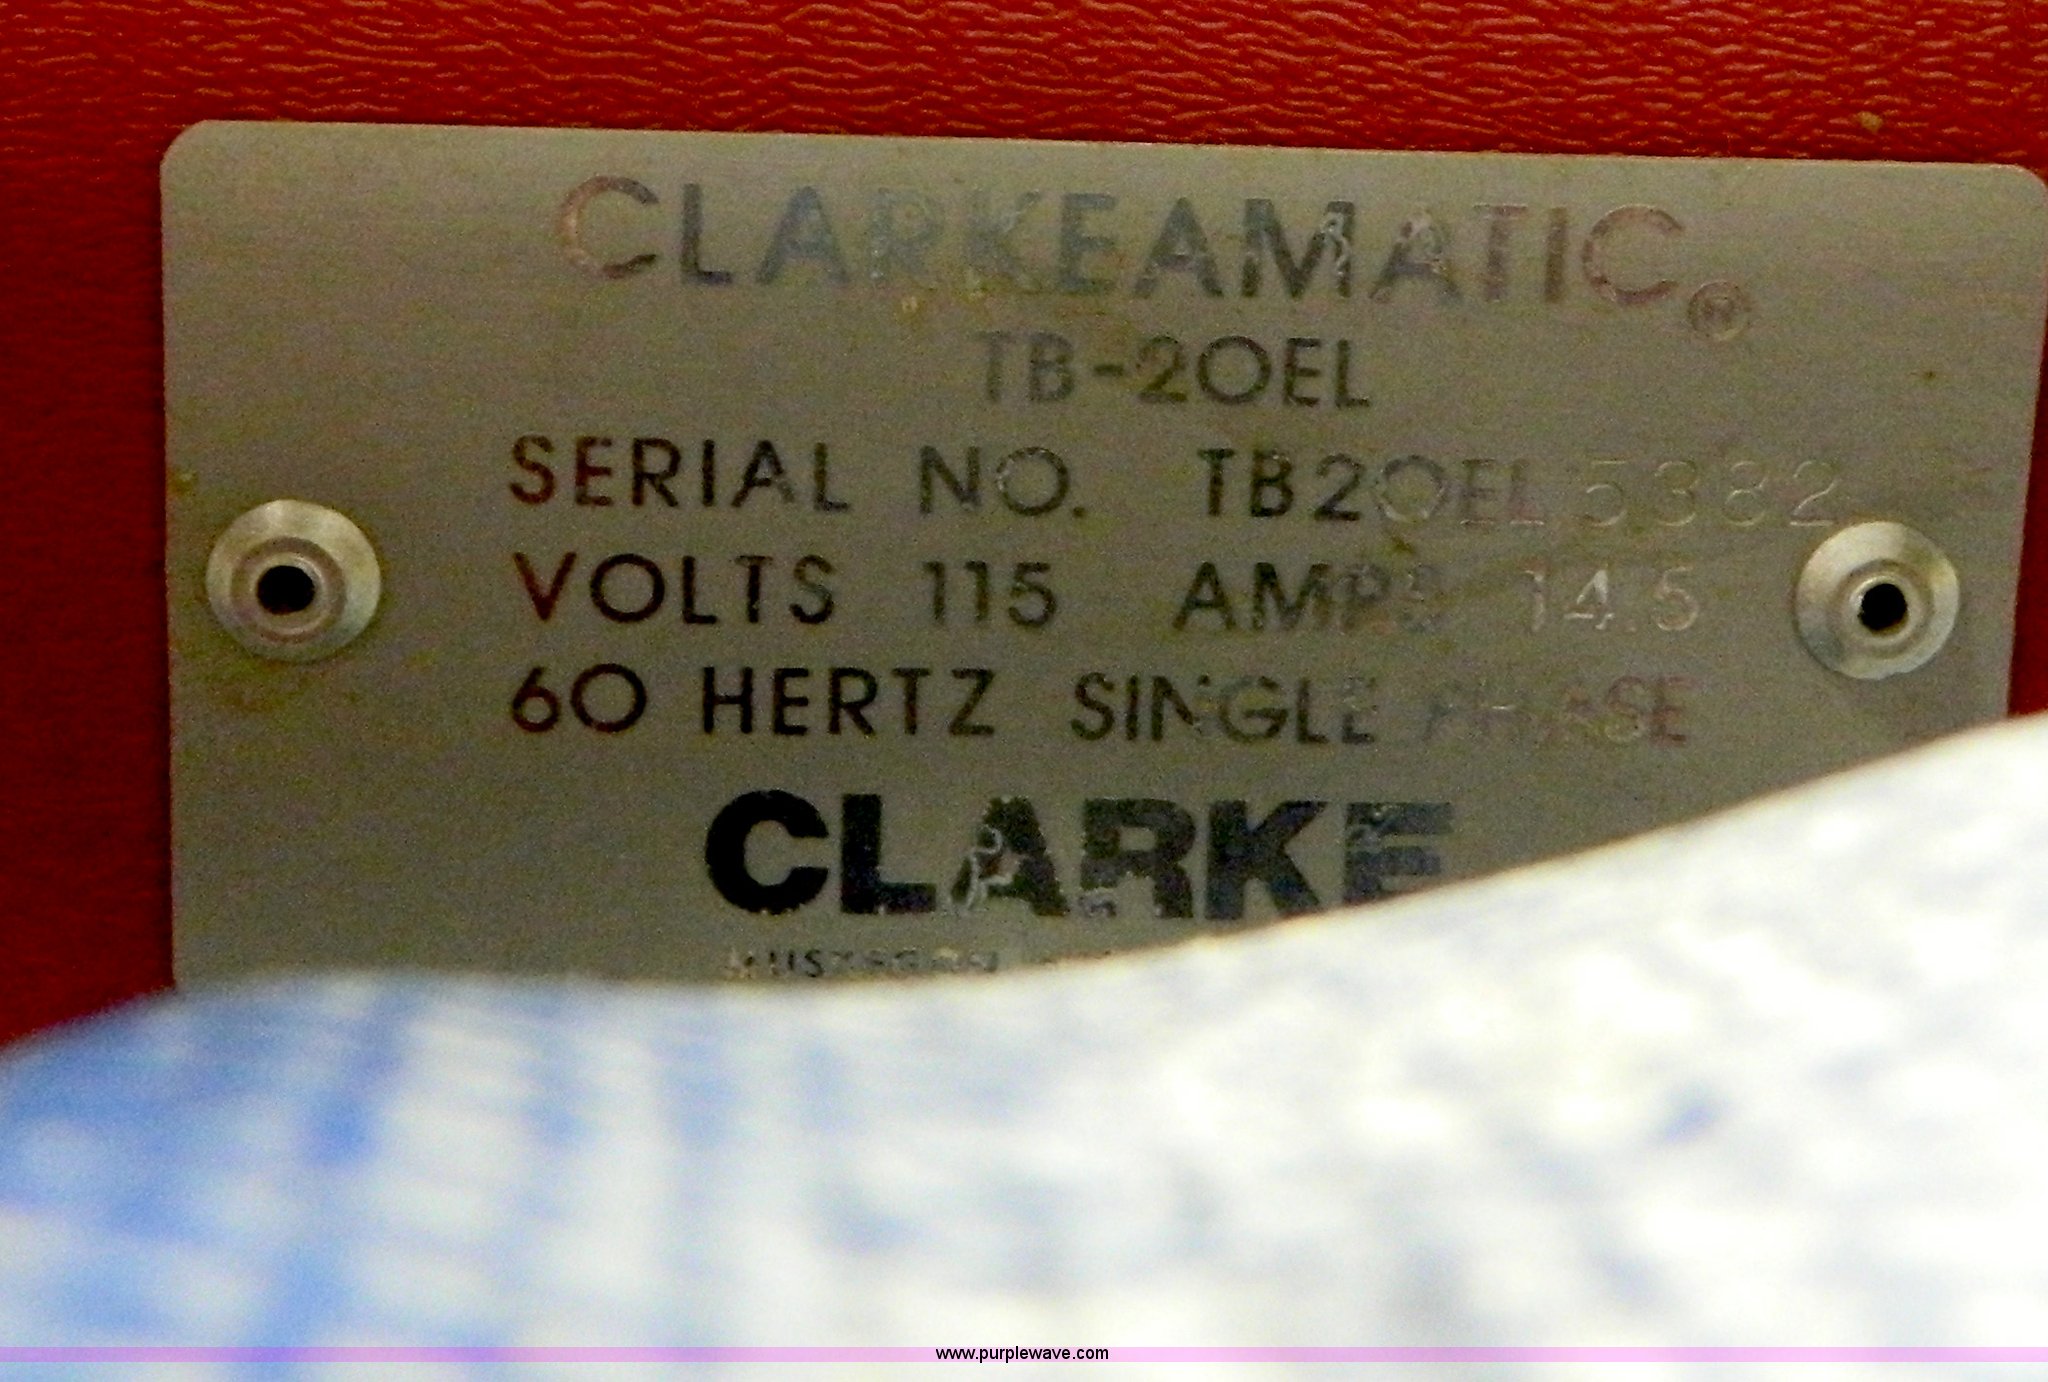 CLARKEAMATIC®
TB-20EL
SERIAL NO. TB20EL5382
VOLTS 115 AMPS 14.5
60 HERTZ SINGLE PHASE
CLARKE
MUSKEGON
www.purplewave.com